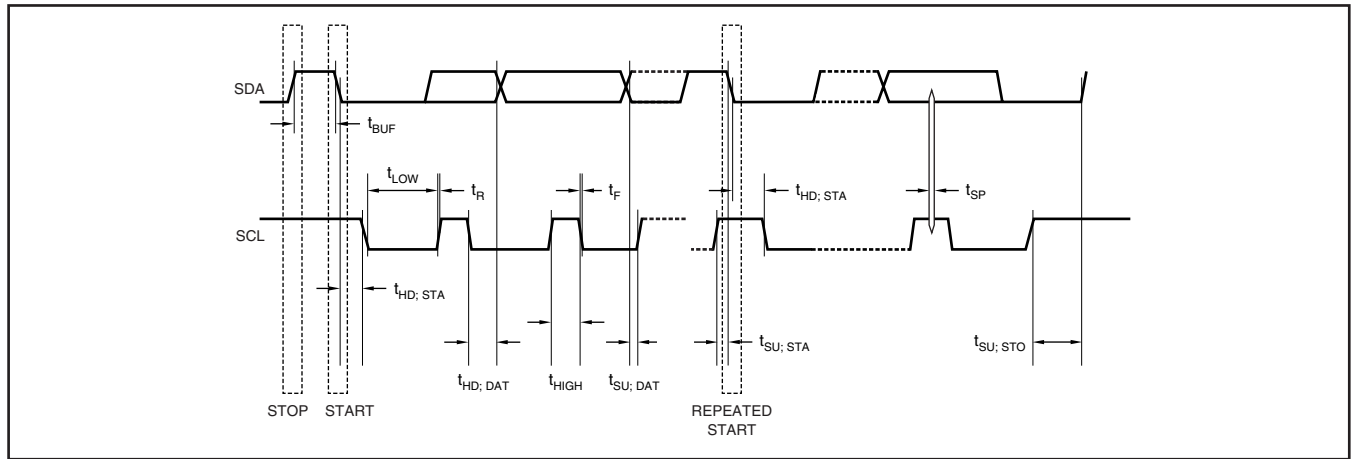 SDA
tBUF
tLOW
tR
tF
tHD; STA
tSP
SCL
tHD; STA
tSU; STA
tSU; STO
tHD; DAT
tHIGH
tSU; DAT
STOP
START
REPEATED
START